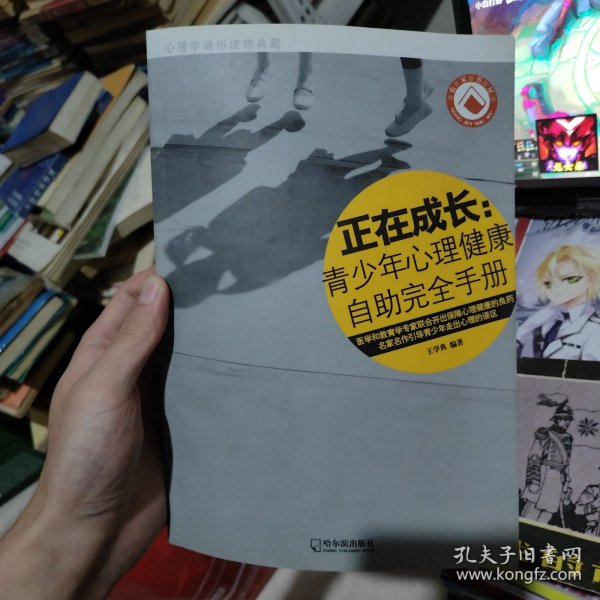 心理学通俗读物典藏
正在成长:
青少年心理健康
自助完全手册
医学和教育学专家联合开出保障心理健康的良药
名家名作引导青少年走出心理的误区
王学典 编著
哈尔滨出版社
HARBIN PUBLISHING HOUSE
孔夫子旧书网
www.kongfz.com